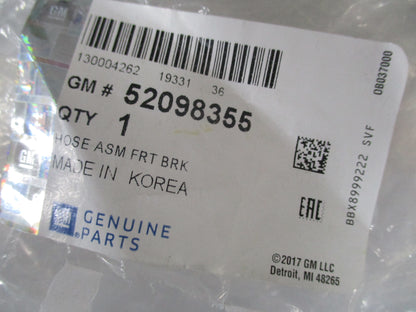 130004262 19331 36
GM # 52098355
QTY 1
HOSE ASM FRT BRK
MADE IN KOREA
GM
GENUINE
PARTS
EAC
©2017 GM LLC
Detroit, MI 48265
08037000
BBX8999222 SVF